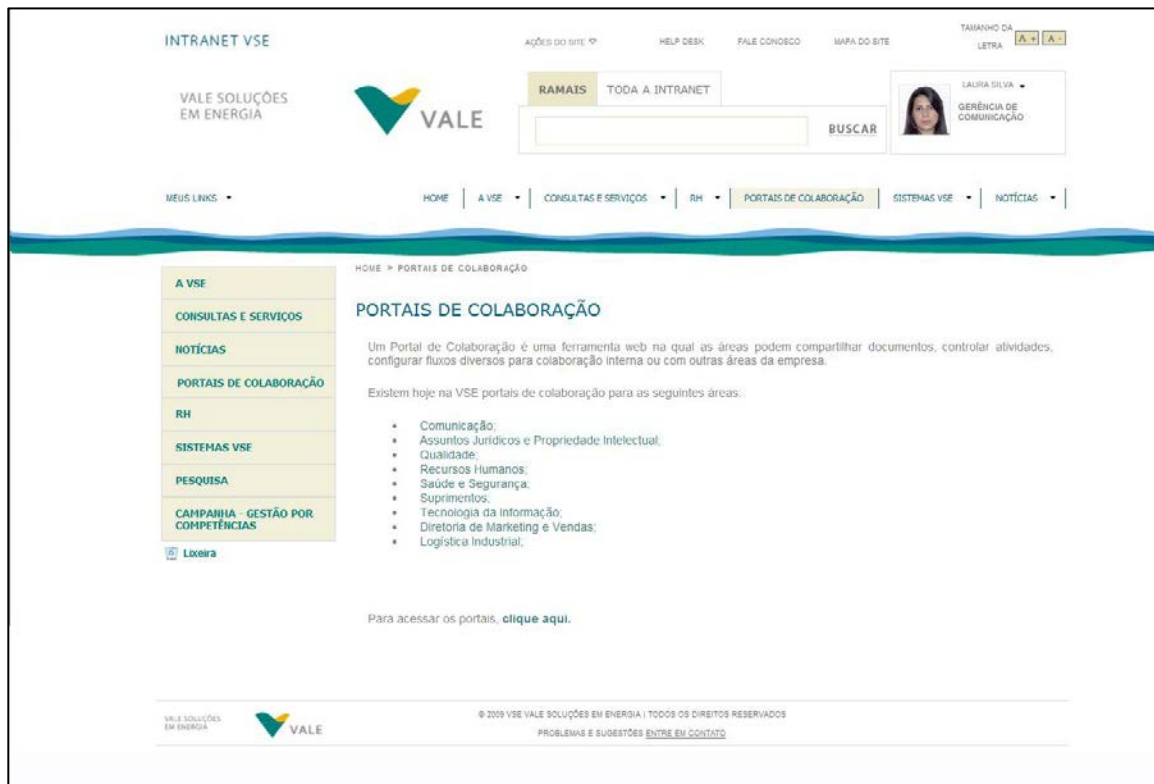 INTRANET VSE
AÇÕES DO SITE
HELP DESK
FALE CONOSCO
MAPA DO SITE
TAMANHO DA
LETRA
A +
A -
VALE SOLUÇÕES
EM ENERGIA
VALE
RAMAIS
TODA A INTRANET
BUSCAR
LAURA SILVA
GERÊNCIA DE
COMUNICAÇÃO
MEUS LINKS
HOME
A VSE
CONSULTAS E SERVIÇOS
RH
PORTAIS DE COLABORAÇÃO
SISTEMAS VSE
NOTÍCIAS
A VSE
CONSULTAS E SERVIÇOS
NOTÍCIAS
PORTAIS DE COLABORAÇÃO
RH
SISTEMAS VSE
PESQUISA
CAMPANHA - GESTÃO POR
COMPETÊNCIAS
Lixeira
HOME > PORTAIS DE COLABORAÇÃO
PORTAIS DE COLABORAÇÃO
Um Portal de Colaboração é uma ferramenta web na qual as áreas podem compartilhar documentos, controlar atividades,
configurar fluxos diversos para colaboração interna ou com outras áreas da empresa.
Existem hoje na VSE portais de colaboração para as seguintes áreas:
• Comunicação;
• Assuntos Jurídicos e Propriedade Intelectual;
• Qualidade;
• Recursos Humanos;
• Saúde e Segurança;
• Suprimentos;
• Tecnologia da Informação;
• Diretoria de Marketing e Vendas;
• Logística Industrial;
Para acessar os portais, clique aqui.
VALE SOLUÇÕES
EM ENERGIA
VALE
© 2009 VSE VALE SOLUÇÕES EM ENERGIA | TODOS OS DIREITOS RESERVADOS
PROBLEMAS E SUGESTÕES ENTRE EM CONTATO